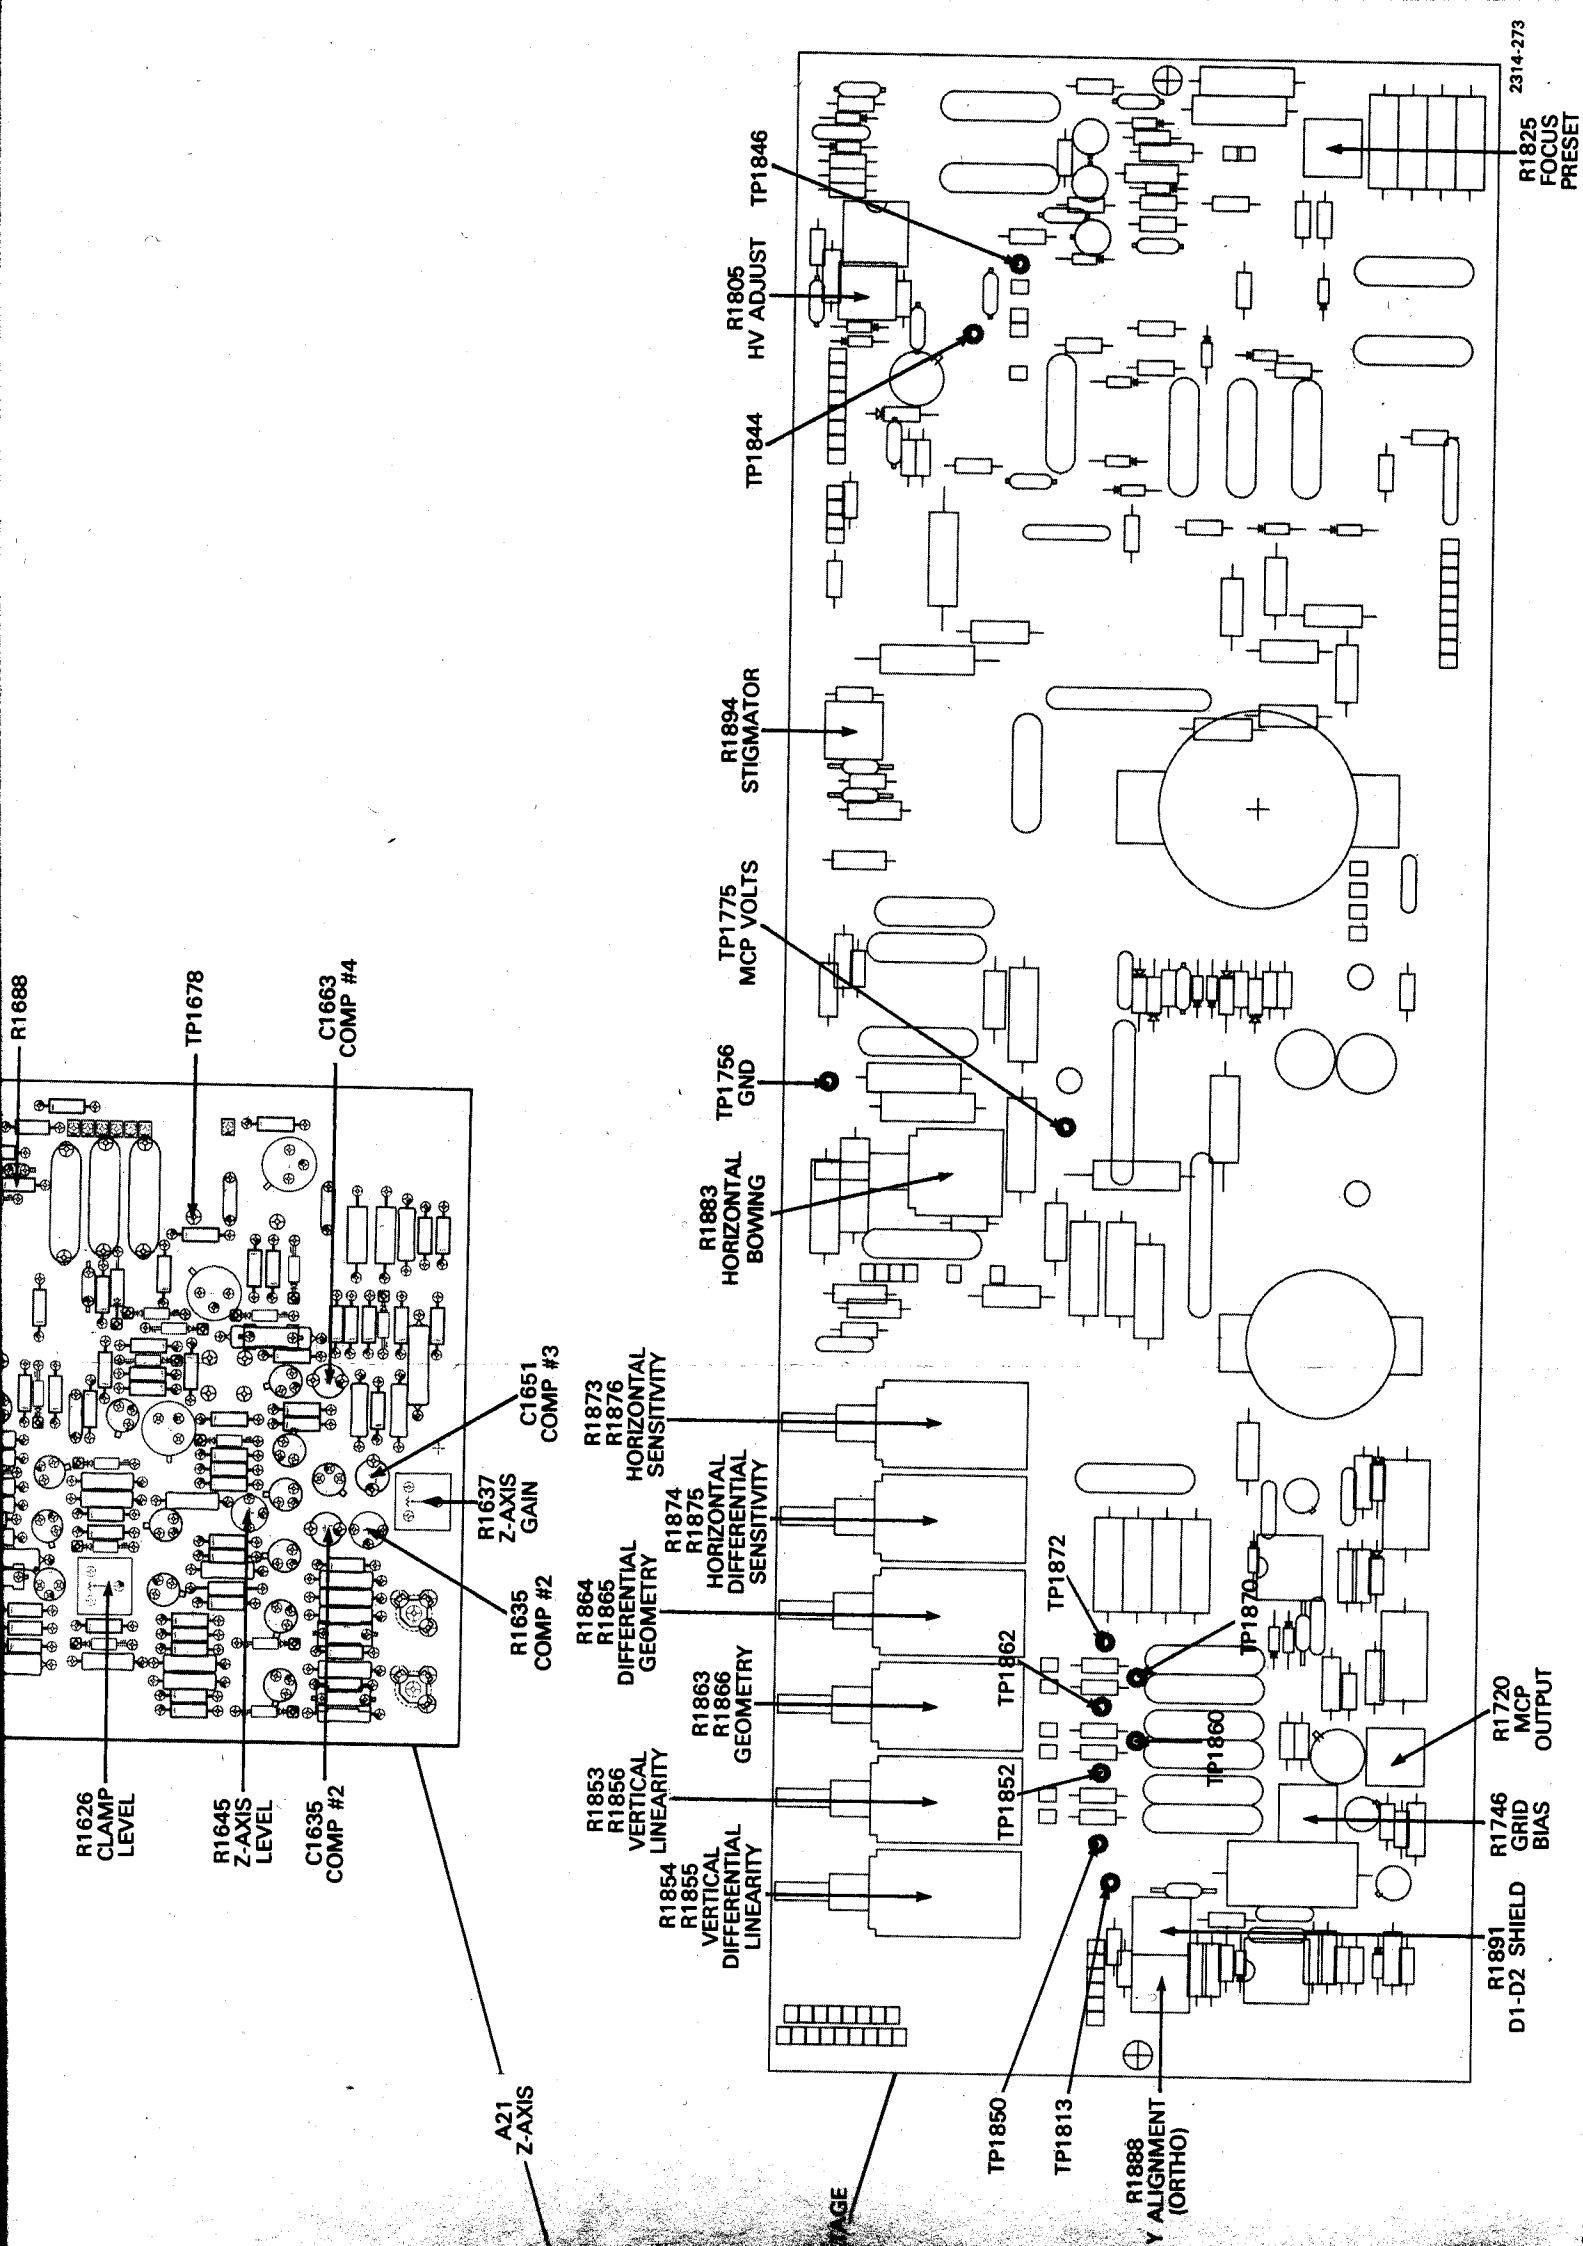 R1688
TP1678
C1663
COMP #4
C1651
COMP #3
R1637
Z-AXIS
GAIN
R1635
COMP #2
C1635
COMP #2
R1645
Z-AXIS
LEVEL
R1626
CLAMP
LEVEL
A21
Z-AXIS
TP1846
R1805
HV ADJUST
TP1844
R1894
STIGMATOR
TP1775
MCP VOLTS
TP1756
GND
R1883
HORIZONTAL
BOWING
R1873
R1876
HORIZONTAL
SENSITIVITY
R1874
R1875
HORIZONTAL
DIFFERENTIAL
SENSITIVITY
R1864
R1865
DIFFERENTIAL
GEOMETRY
R1863
R1866
GEOMETRY
R1853
R1856
VERTICAL
LINEARITY
R1854
R1855
VERTICAL
DIFFERENTIAL
LINEARITY
TP1872
TP1870
TP1862
TP1860
TP1852
TP1850
TP1813
R1888
Y ALIGNMENT
(ORTHO)
R1891
D1-D2 SHIELD
R1746
GRID
BIAS
R1720
MCP
OUTPUT
R1825
FOCUS
PRESET
2314-273